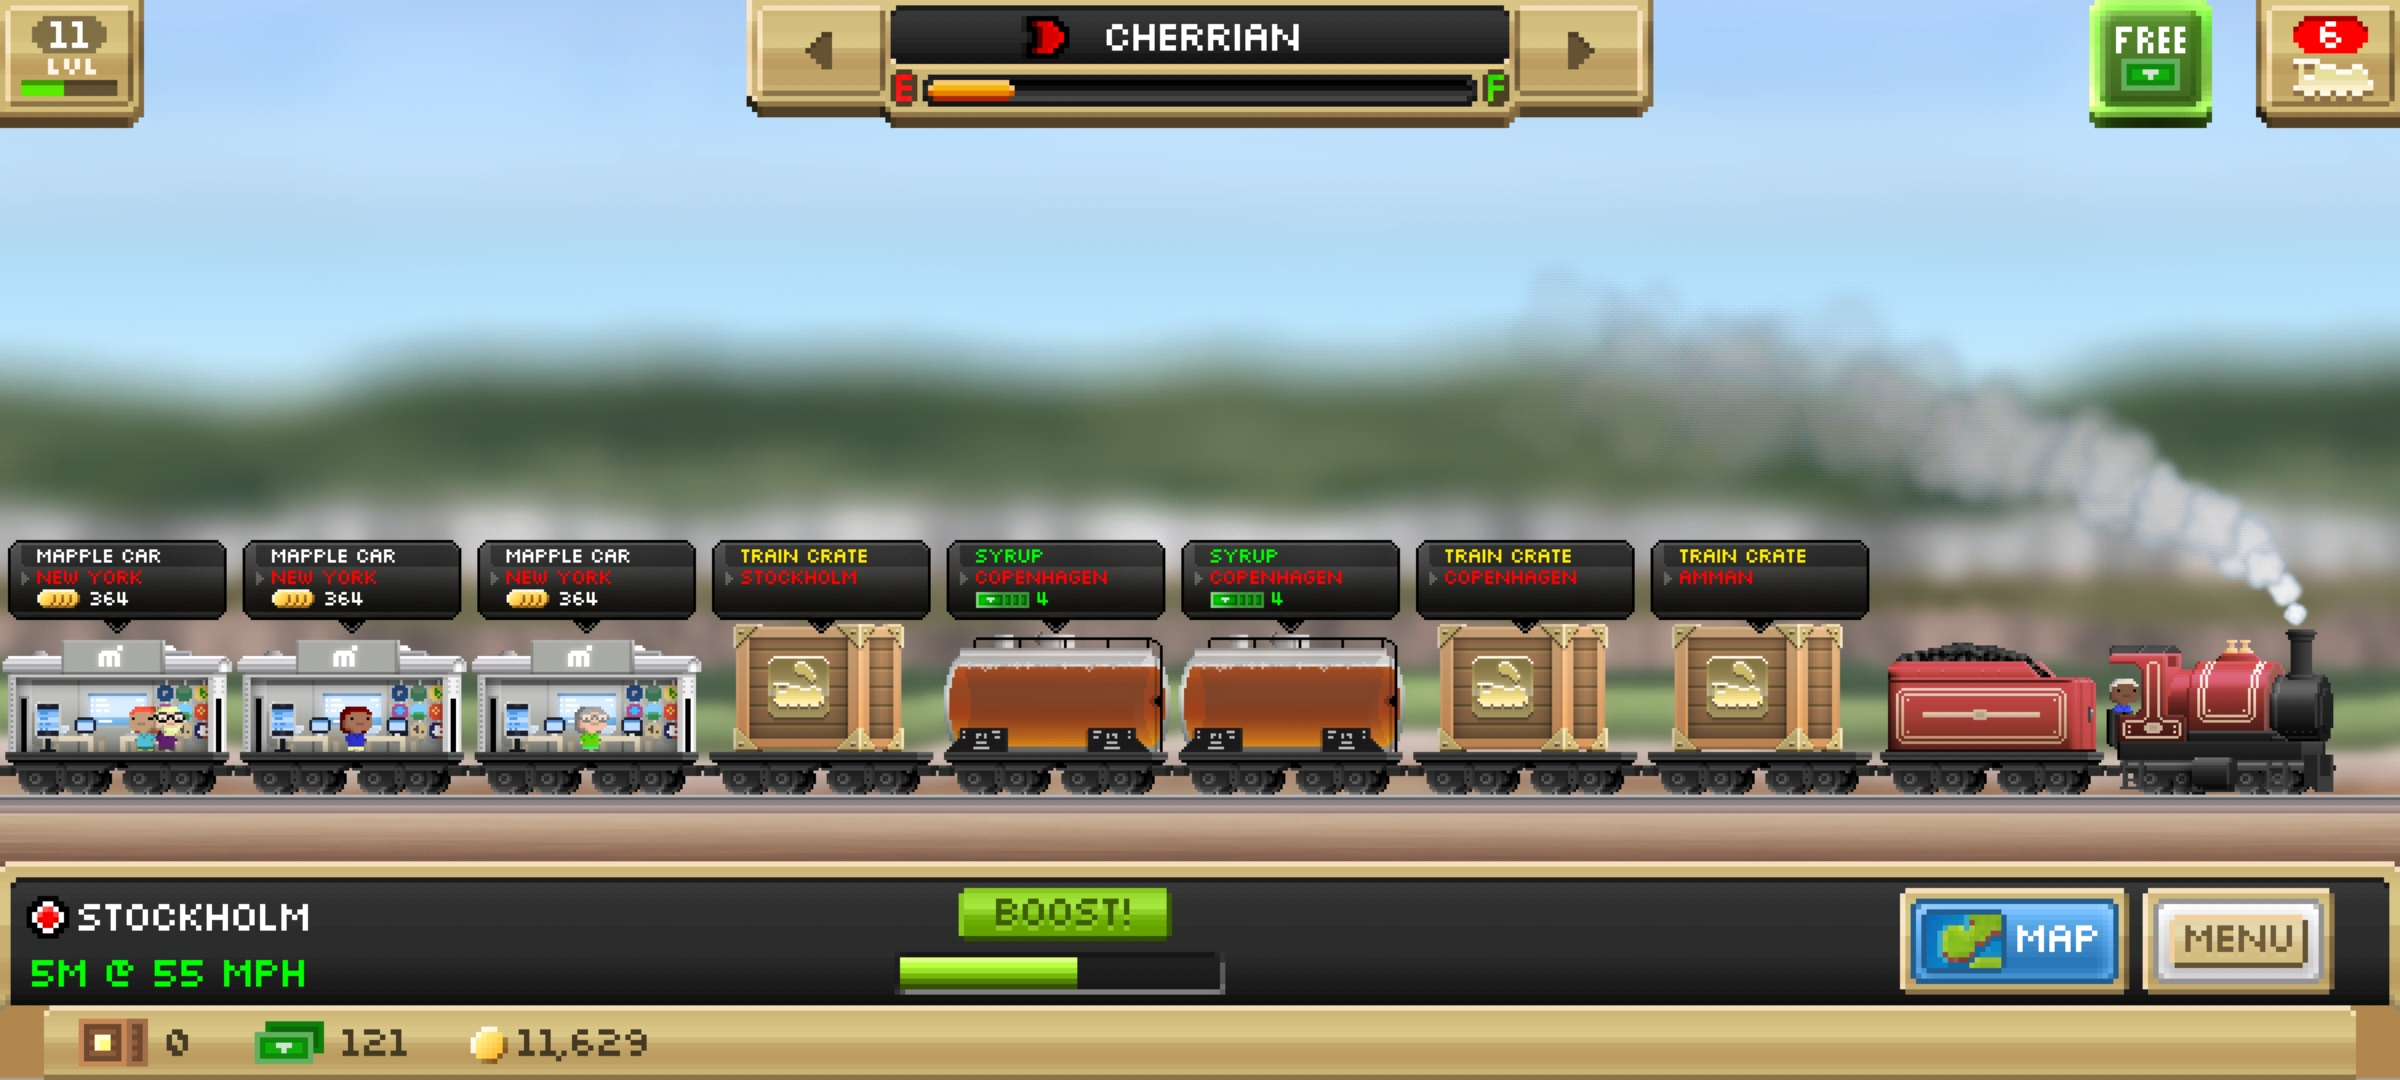 11
LVL
CHERRIAN
E
F
FREE
6
MAPPLE CAR
NEW YORK
364
MAPPLE CAR
NEW YORK
364
MAPPLE CAR
NEW YORK
364
TRAIN CRATE
STOCKHOLM
SYRUP
COPENHAGEN
4
SYRUP
COPENHAGEN
4
TRAIN CRATE
COPENHAGEN
TRAIN CRATE
AMMAN
m
m
m
STOCKHOLM
5M @ 55 MPH
BOOST!
MAP
MENU
0
121
11,629